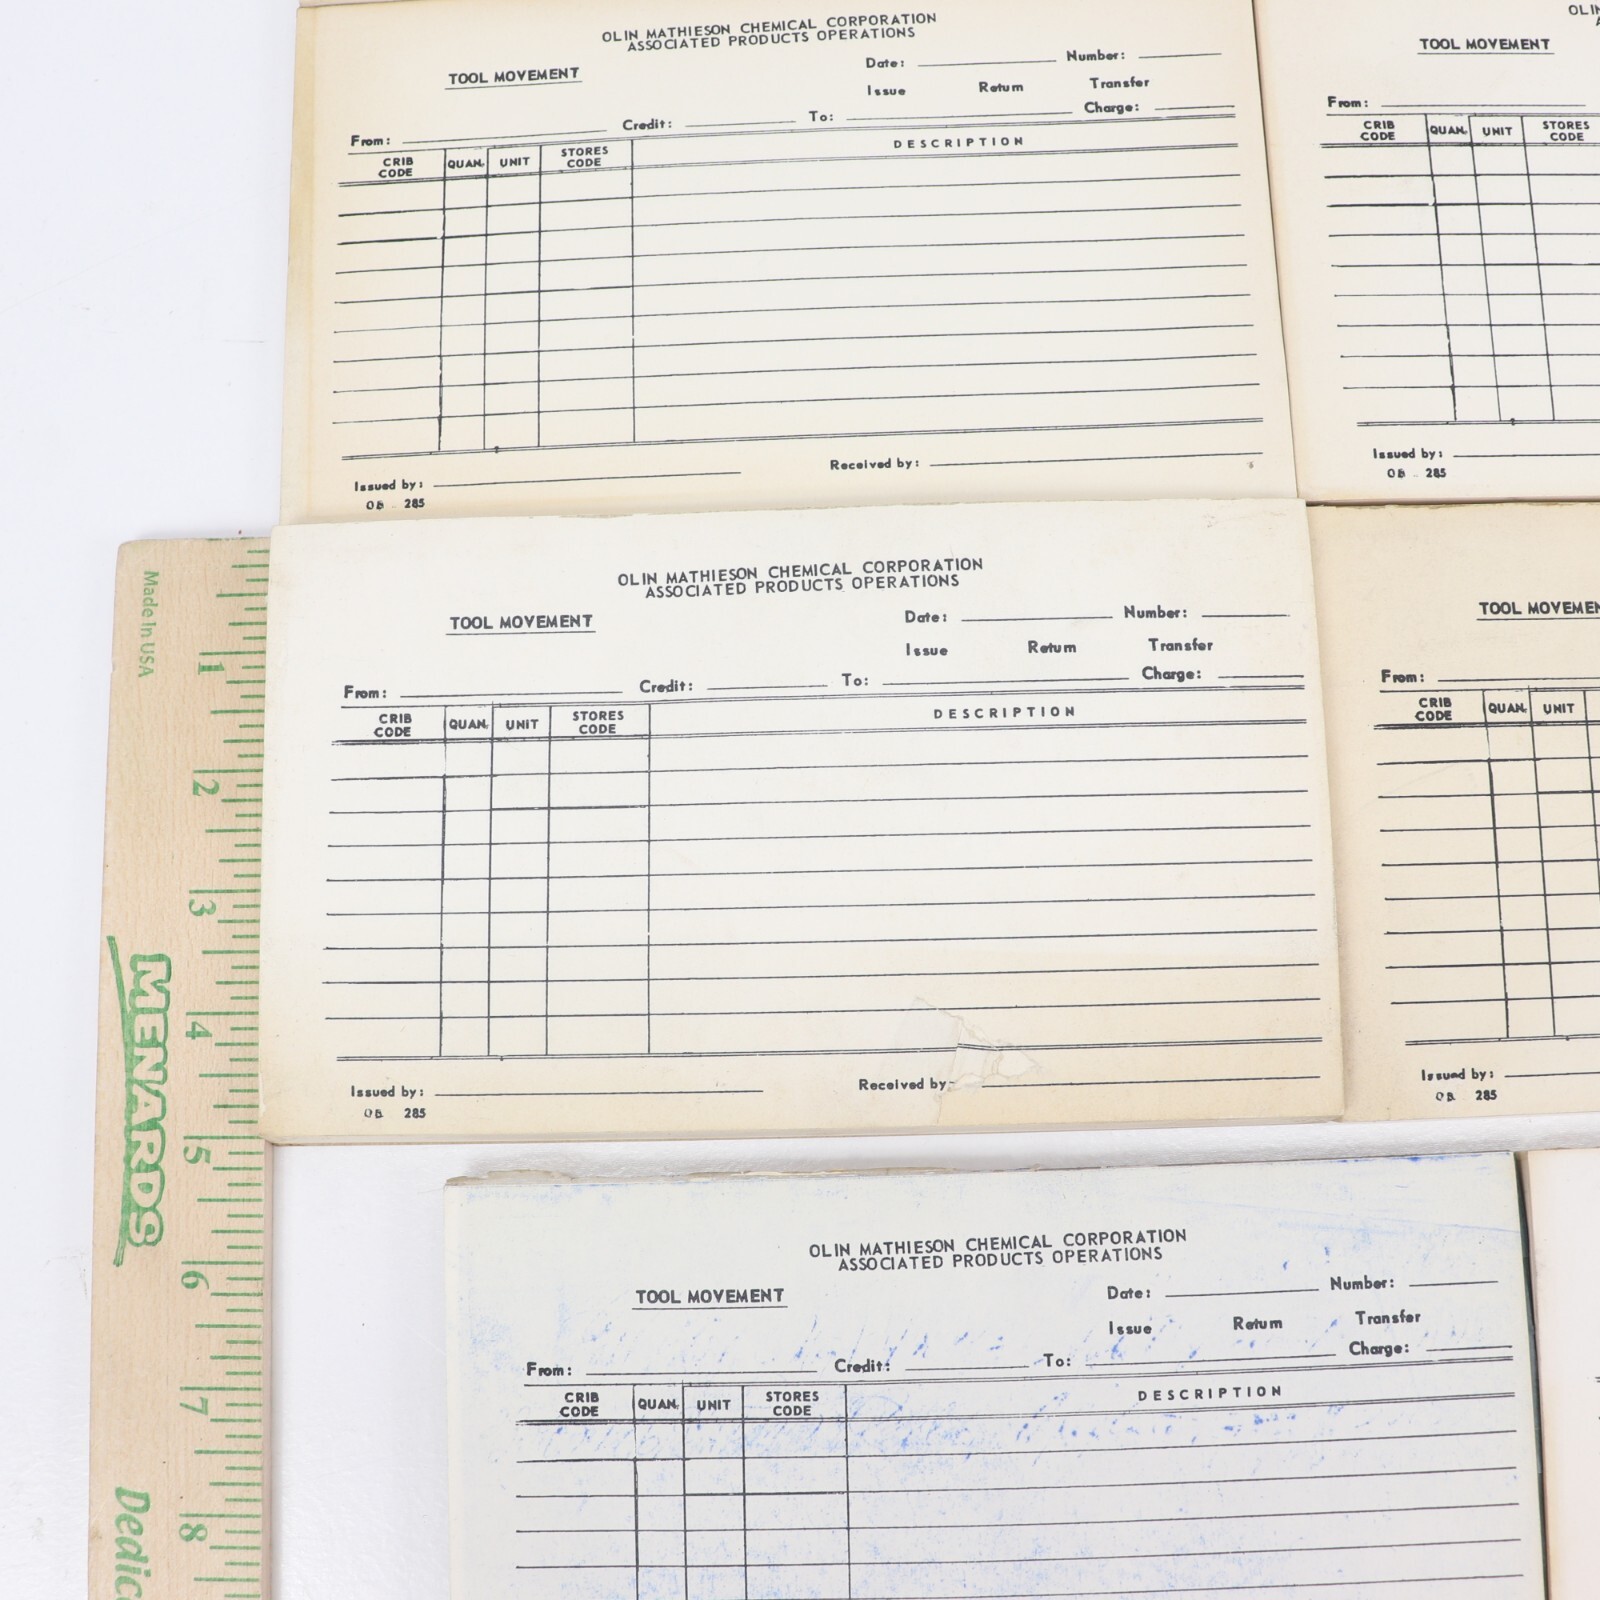 OLIN MATHIESON CHEMICAL CORPORATION
ASSOCIATED PRODUCTS OPERATIONS
TOOL MOVEMENT
Date: Number:
Issue Return Transfer
From: Credit: To: Charge:
CRIB CODE QUAN. UNIT STORES CODE DESCRIPTION
Issued by: Received by:
OB 285
TOOL MOVEMENT
From:
CRIB CODE QUAN. UNIT STORES CODE
Issued by:
OB 285
OLIN MATHIESON CHEMICAL CORPORATION
ASSOCIATED PRODUCTS OPERATIONS
TOOL MOVEMENT
Date: Number:
Issue Return Transfer
From: Credit: To: Charge:
CRIB CODE QUAN. UNIT STORES CODE DESCRIPTION
Issued by: Received by:
OB 285
TOOL MOVEMEN
From:
CRIB CODE QUAN. UNIT
Issued by:
OB 285
OLIN MATHIESON CHEMICAL CORPORATION
ASSOCIATED PRODUCTS OPERATIONS
TOOL MOVEMENT
Date: Number:
Issue Return Transfer
From: Credit: To: Charge:
CRIB CODE QUAN. UNIT STORES CODE DESCRIPTION
Made In USA
1 2 3 4 5 6 7 8
MENARDS
Dedic